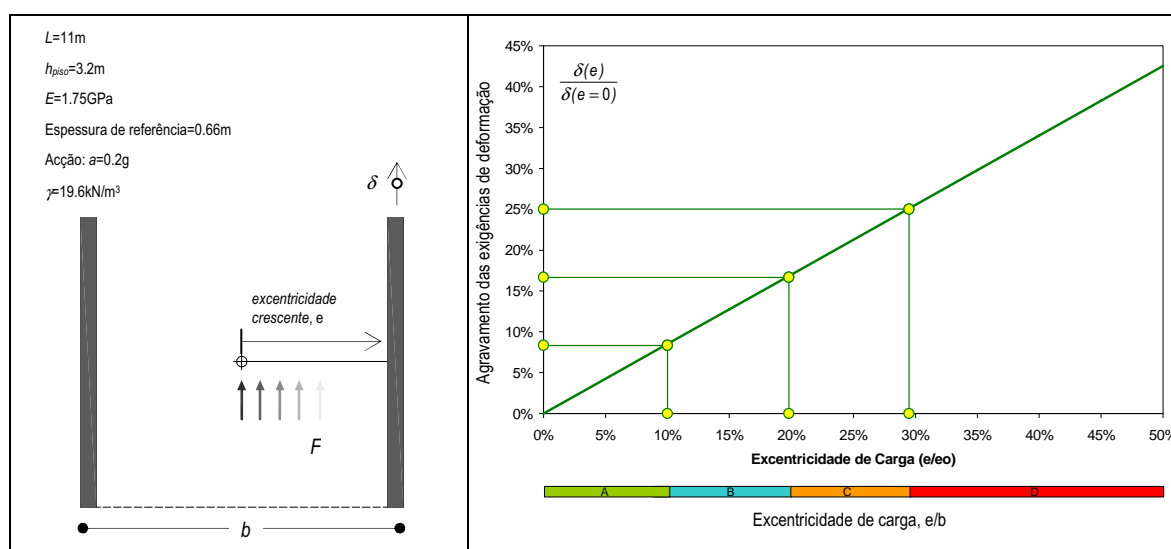 L=11m
hpiso=3.2m
E=1.75GPa
Espessura de referência=0.66m
Acção: a=0.2g
γ=19.6kN/m³
δ
excentricidade
crescente, e
F
b
Agravamento das exigências de deformação
45%
40%
35%
30%
25%
20%
15%
10%
5%
0%
δ(e)
δ(e = 0)
0% 5% 10% 15% 20% 25% 30% 35% 40% 45% 50%
Excentricidade de Carga (e/eo)
A B C D
Excentricidade de carga, e/b